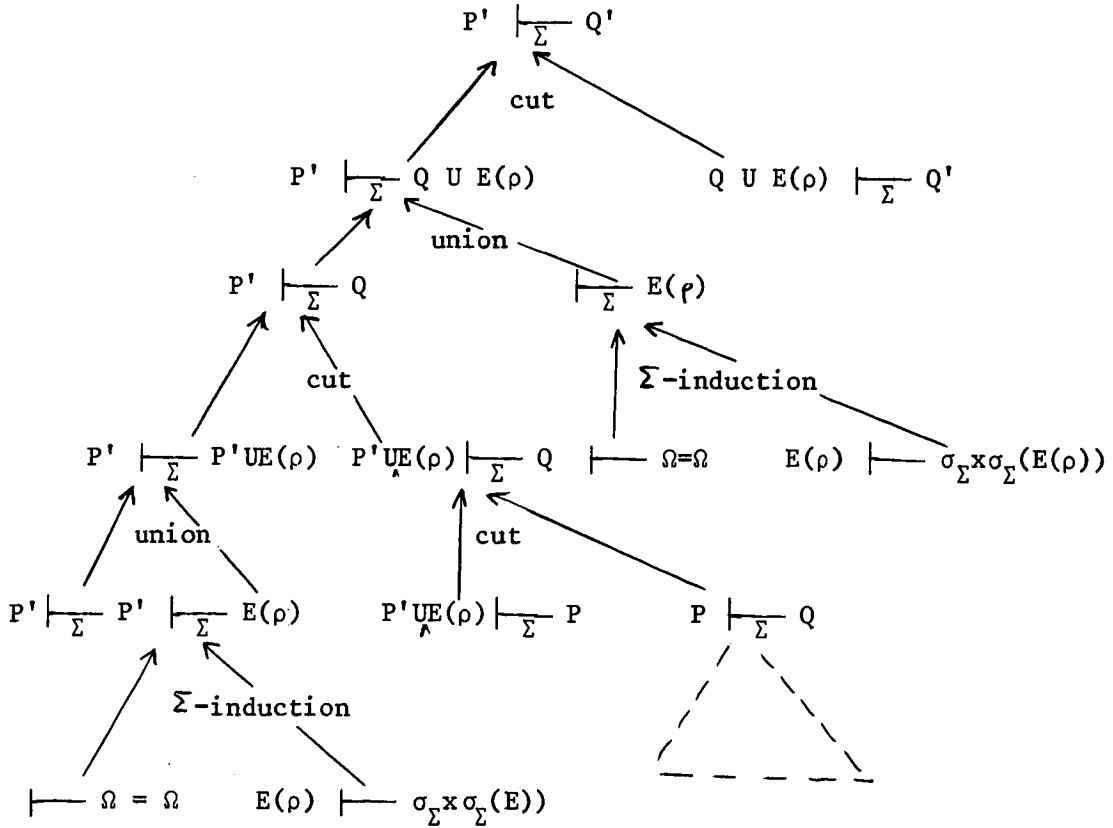 P' ⊢Σ Q'
cut
P' ⊢Σ Q U E(ρ) Q U E(ρ) ⊢Σ Q'
union
P' ⊢Σ Q ⊢Σ E(ρ)
cut Σ-induction
P' ⊢Σ P'UE(ρ) P'UE(ρ) ⊢Σ Q ⊢ Ω=Ω E(ρ) ⊢ σΣxσΣ(E(ρ))
union cut
P' ⊢Σ P' ⊢Σ E(ρ) P'UE(ρ) ⊢Σ P P ⊢Σ Q
Σ-induction
⊢ Ω = Ω E(ρ) ⊢ σΣxσΣ(E))